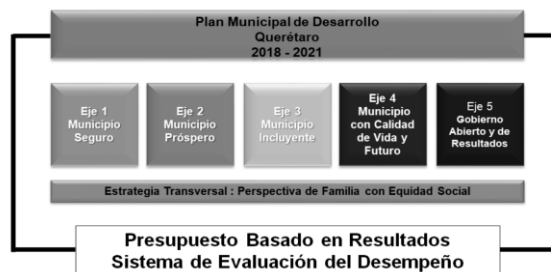 Plan Municipal de Desarrollo
Querétaro
2018 - 2021
Eje 1
Municipio
Seguro
Eje 2
Municipio
Próspero
Eje 3
Municipio
Incluyente
Eje 4
Municipio
con Calidad
de Vida y
Futuro
Eje 5
Gobierno
Abierto y de
Resultados
Estrategia Transversal : Perspectiva de Familia con Equidad Social
Presupuesto Basado en Resultados
Sistema de Evaluación del Desempeño